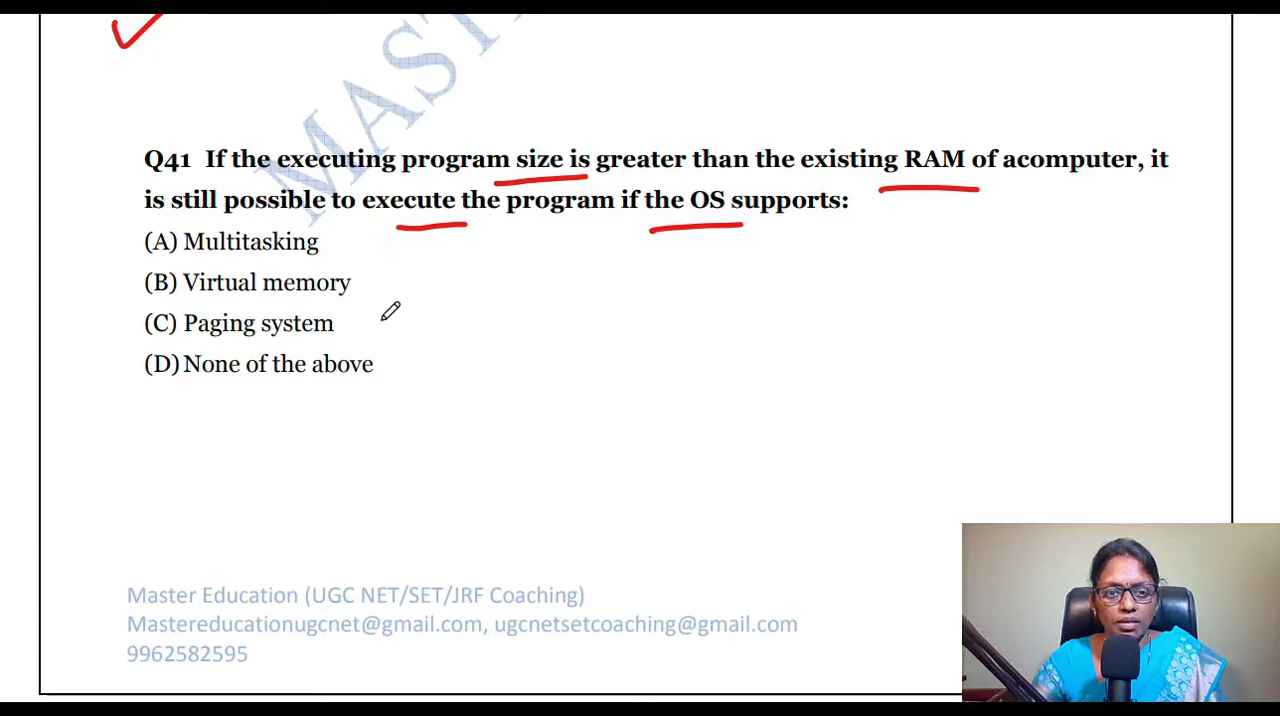 MAST
Q41 If the executing program size is greater than the existing RAM of acomputer, it
is still possible to execute the program if the OS supports:
(A) Multitasking
(B) Virtual memory
(C) Paging system
(D) None of the above
Master Education (UGC NET/SET/JRF Coaching)
Mastereducationugcnet@gmail.com, ugcnetsetcoaching@gmail.com
9962582595